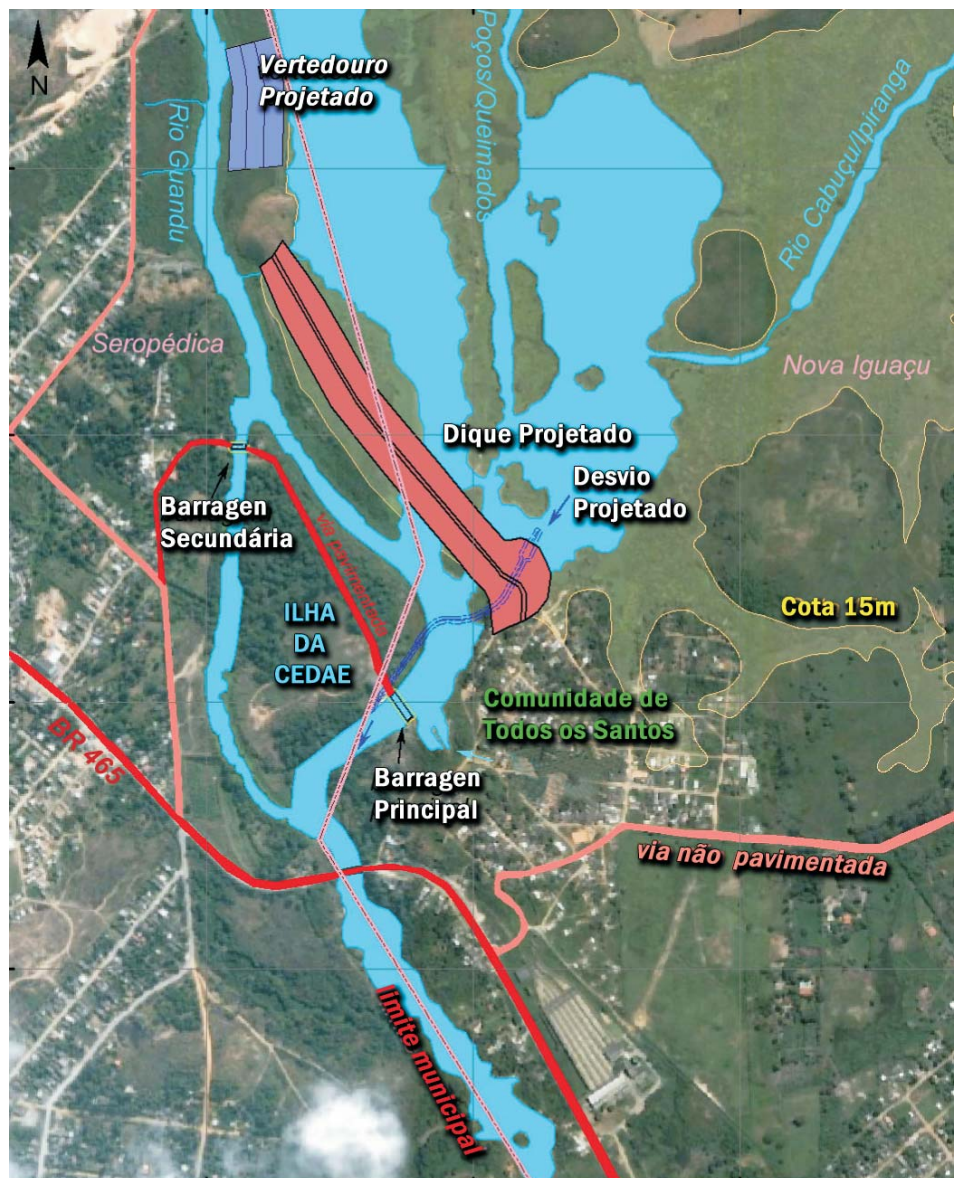 N
Vertedouro
Projetado
Rio Guandu
Poços/Queimados
Rio Cabuçu/Ipiranga
Seropédica
Nova Iguaçu
Dique Projetado
Desvio
Projetado
Barragen
Secundária
via pavimentada
ILHA
DA
CEDAE
Cota 15m
Comunidade de
Todos os Santos
BR 465
Barragen
Principal
via não pavimentada
limite municipal